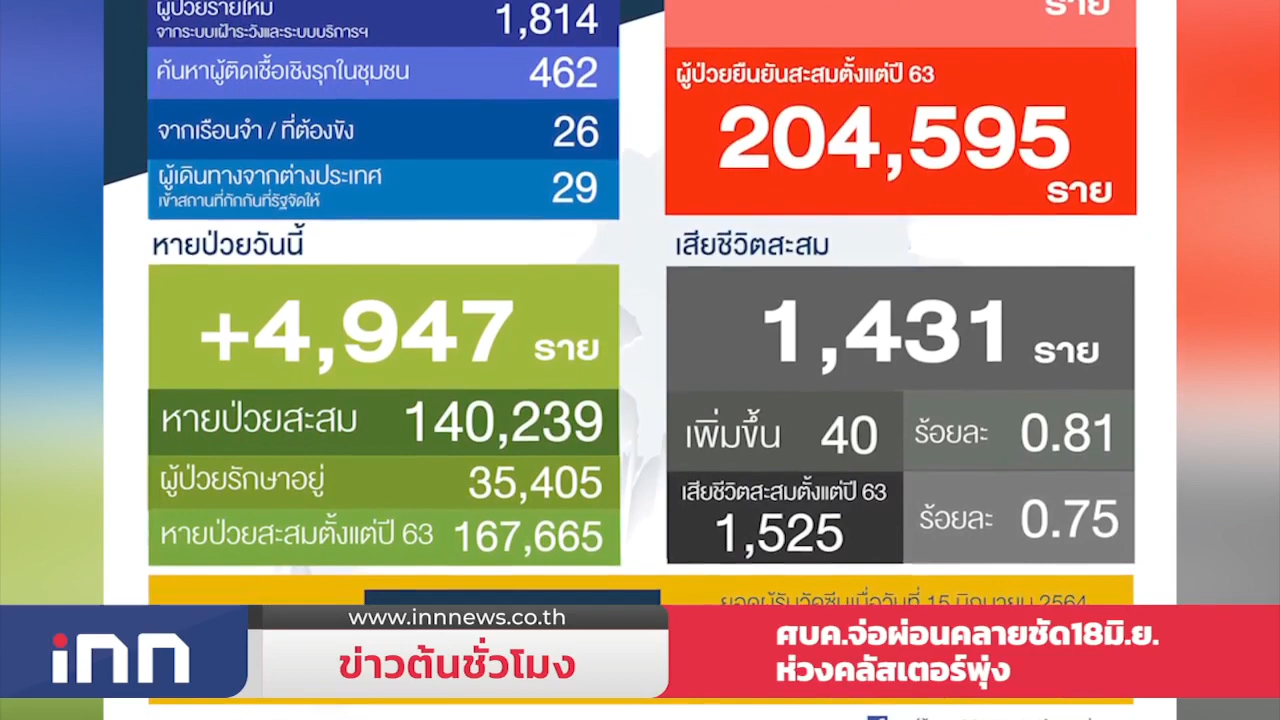 ผู้ป่วยรายใหม่
จากระบบเฝ้าระวังและระบบบริการฯ
1,814
ค้นหาผู้ติดเชื้อเชิงรุกในชุมชน 462
จากเรือนจำ / ที่ต้องขัง 26
ผู้เดินทางจากต่างประเทศ
เข้าสถานที่กักกันที่รัฐจัดให้
29
ราย
ผู้ป่วยยืนยันสะสมตั้งแต่ปี 63
204,595
ราย
หายป่วยวันนี้
+4,947 ราย
หายป่วยสะสม 140,239
ผู้ป่วยรักษาอยู่ 35,405
หายป่วยสะสมตั้งแต่ปี 63 167,665
เสียชีวิตสะสม
1,431 ราย
เพิ่มขึ้น 40 ร้อยละ 0.81
เสียชีวิตสะสมตั้งแต่ปี 63
1,525
ร้อยละ 0.75
ยอดผู้รับวัคซีนเมื่อวันที่ 15 มิถุนายน 2564
inn
www.innnews.co.th
ข่าวต้นชั่วโมง
ศบค.จ่อผ่อนคลายชัด18มิ.ย.
ห่วงคลัสเตอร์พุ่ง